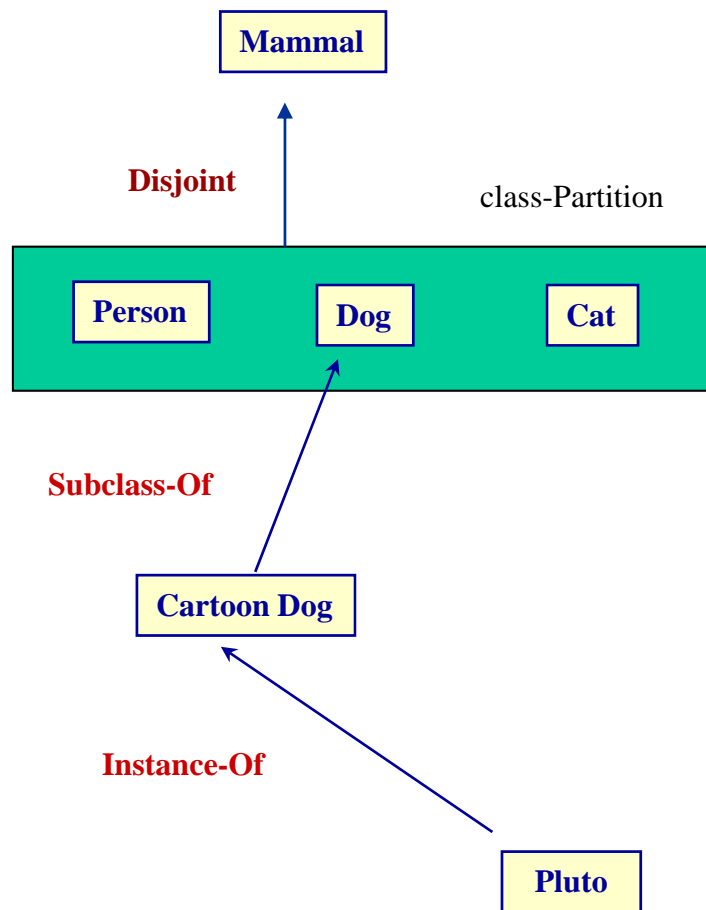 Mammal
Disjoint
class-Partition
Person
Dog
Cat
Subclass-Of
Cartoon Dog
Instance-Of
Pluto